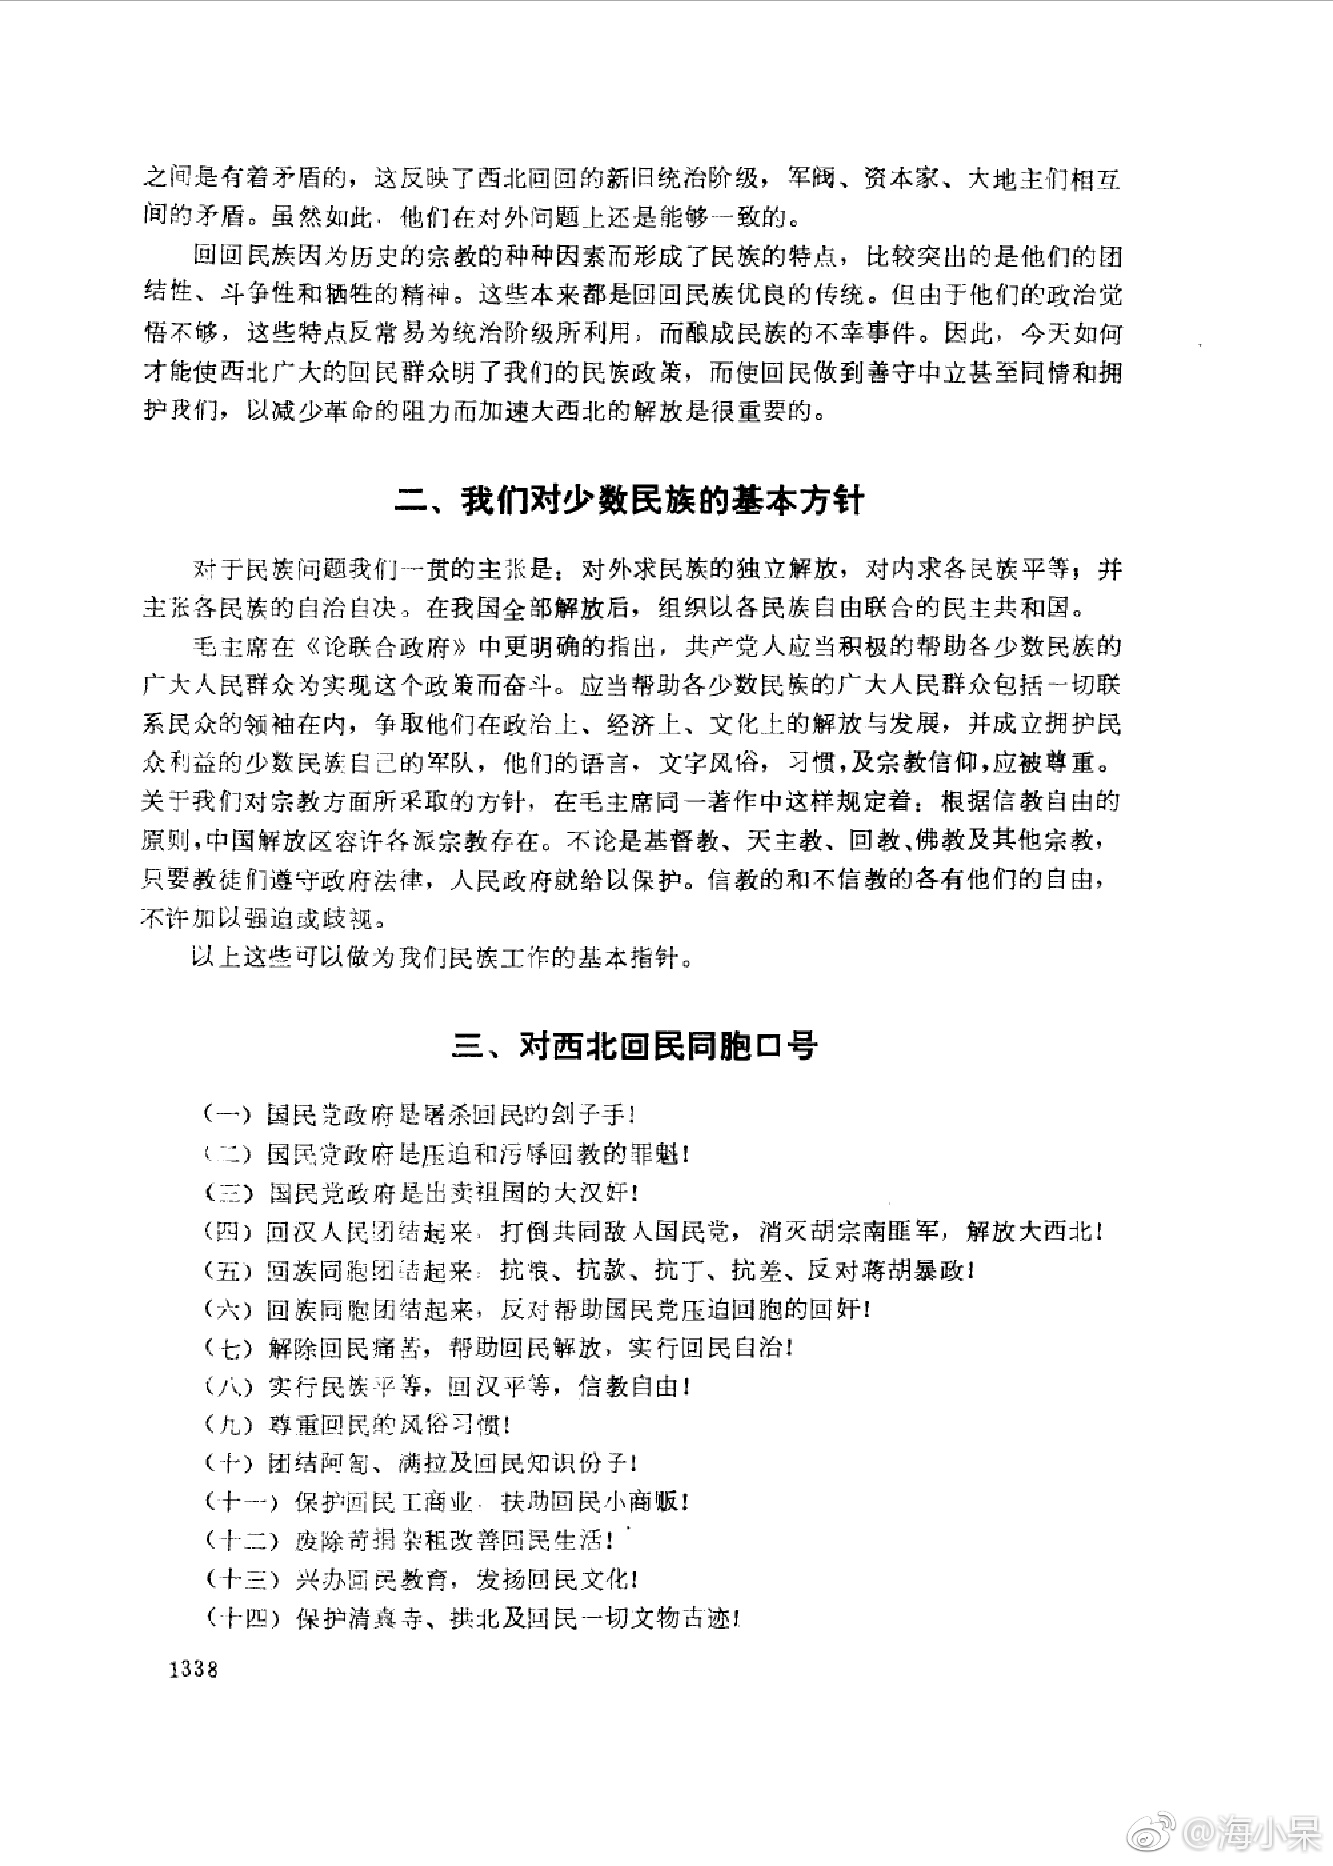 之间是有着矛盾的，这反映了西北回回的新旧统治阶级，军阀、资本家、大地主们相互
间的矛盾。虽然如此，他们在对外问题上还是能够一致的。
回回民族因为历史的宗教的种种因素而形成了民族的特点，比较突出的是他们的团
结性、斗争性和牺牲的精神。这些本来都是回回民族优良的传统。但由于他们的政治觉
悟不够，这些特点反常易为统治阶级所利用，而酿成民族的不幸事件。因此，今天如何
才能使西北广大的回民群众明了我们的民族政策，而使回民做到善守中立甚至同情和拥
护我们，以减少革命的阻力而加速大西北的解放是很重要的。
二、我们对少数民族的基本方针
对于民族问题我们一贯的主张是：对外求民族的独立解放，对内求各民族平等；并
主张各民族的自治自决。在我国全部解放后，组织以各民族自由联合的民主共和国。
毛主席在《论联合政府》中更明确的指出，共产党人应当积极的帮助各少数民族的
广大人民群众为实现这个政策而奋斗。应当帮助各少数民族的广大人民群众包括一切联
系民众的领袖在内，争取他们在政治上、经济上、文化上的解放与发展，并成立拥护民
众利益的少数民族自己的军队，他们的语言、文字风俗，习惯，及宗教信仰，应被尊重。
关于我们对宗教方面所采取的方针，在毛主席同一著作中这样规定着：根据信教自由的
原则，中国解放区容许各派宗教存在。不论是基督教、天主教、回教、佛教及其他宗教，
只要教徒们遵守政府法律，人民政府就给以保护。信教的和不信教的各有他们的自由，
不许加以强迫或歧视。
以上这些可以做为我们民族工作的基本指针。
三、对西北回民同胞口号
（一）国民党政府是屠杀回民的刽子手！
（二）国民党政府是压迫和污辱回教的罪魁！
（三）国民党政府是出卖祖国的大汉奸！
（四）回汉人民团结起来，打倒共同敌人国民党，消灭胡宗南匪军，解放大西北！
（五）回族同胞团结起来，抗粮、抗款、抗丁、抗差、反对蒋胡暴政！
（六）回族同胞团结起来，反对帮助国民党压迫回胞的回奸！
（七）解除回民痛苦，帮助回民解放，实行回民自治！
（八）实行民族平等，回汉平等，信教自由！
（九）尊重回民的风俗习惯！
（十）团结阿訇、满拉及回民知识份子！
（十一）保护回民工商业，扶助回民小商贩！
（十二）废除苛捐杂租改善回民生活！
（十三）兴办回民教育，发扬回民文化！
（十四）保护清真寺、拱北及回民一切文物古迹！
1338
@海小呆